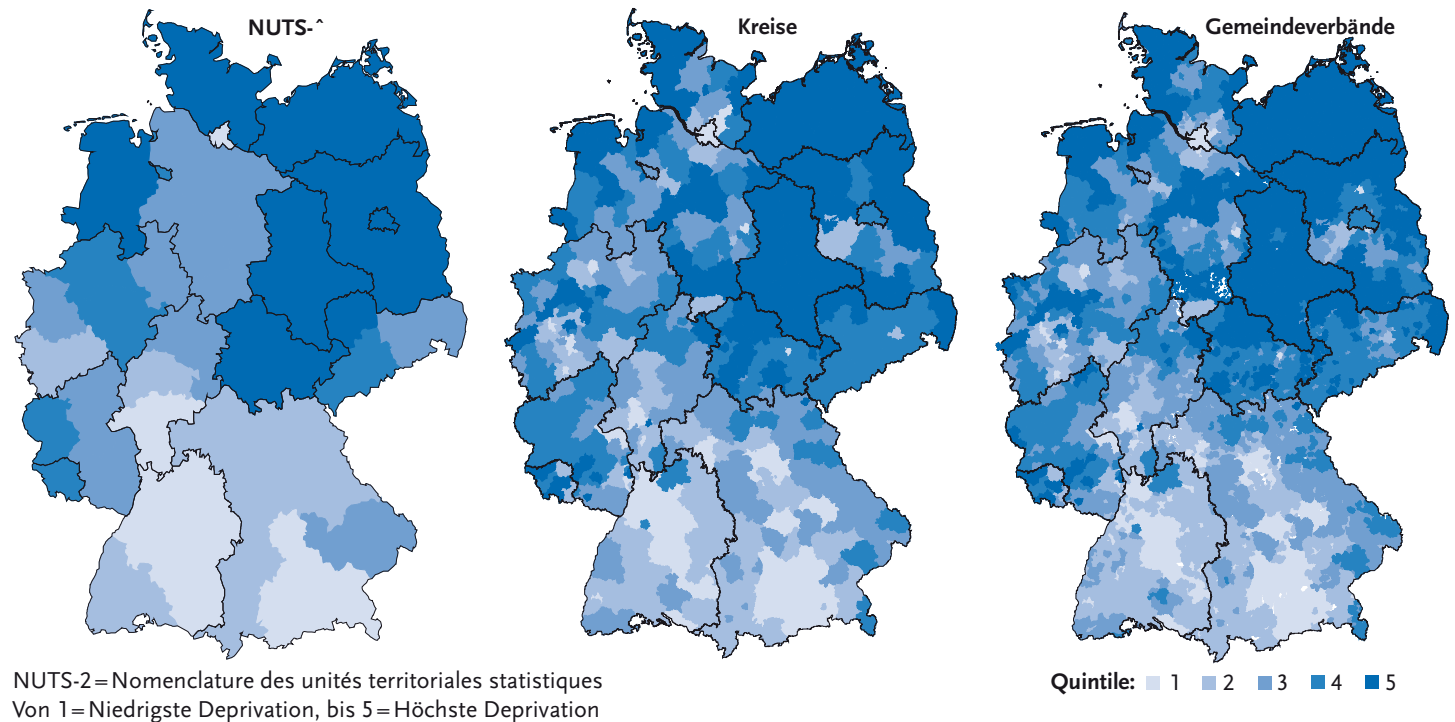 NUTS-ˆ
Kreise
Gemeindeverbände
NUTS-2=Nomenclature des unités territoriales statistiques
Von 1=Niedrigste Deprivation, bis 5=Höchste Deprivation
Quintile: 1 2 3 4 5